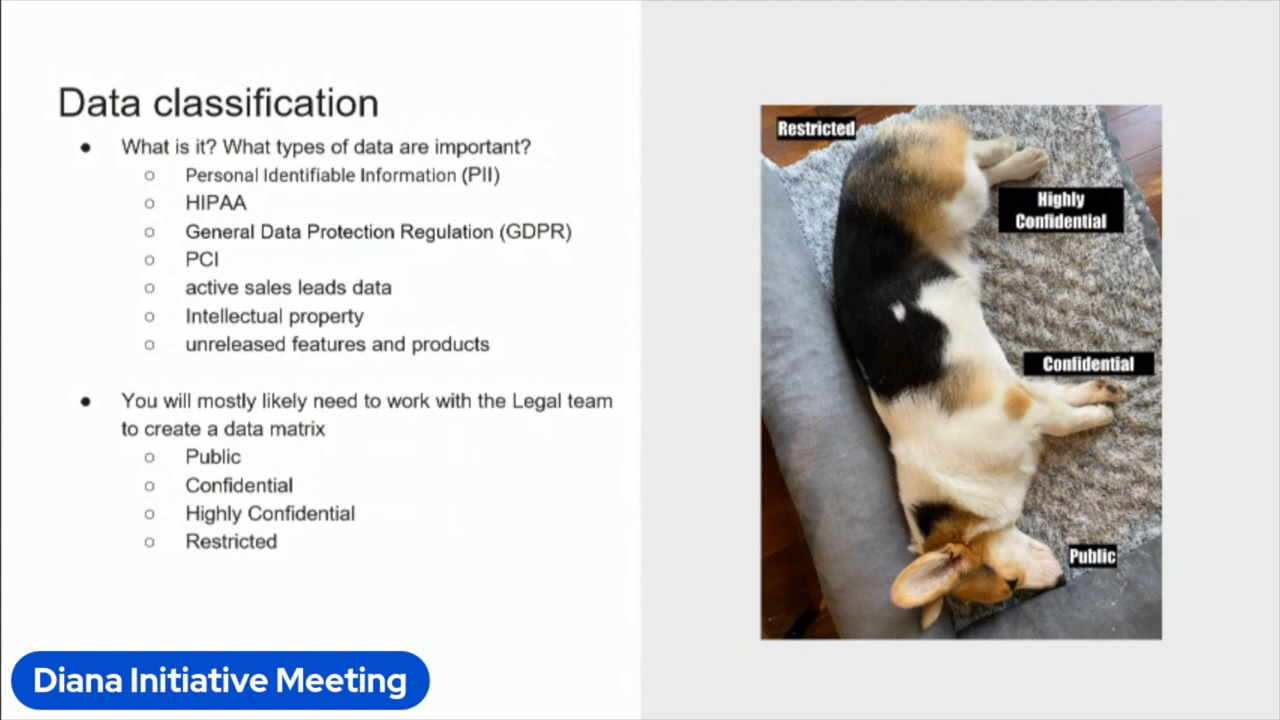 Data classification
● What is it? What types of data are important?
○ Personal Identifiable Information (PII)
○ HIPAA
○ General Data Protection Regulation (GDPR)
○ PCI
○ active sales leads data
○ Intellectual property
○ unreleased features and products
● You will mostly likely need to work with the Legal team
to create a data matrix
○ Public
○ Confidential
○ Highly Confidential
○ Restricted
Restricted
Highly
Confidential
Confidential
Public
Diana Initiative Meeting